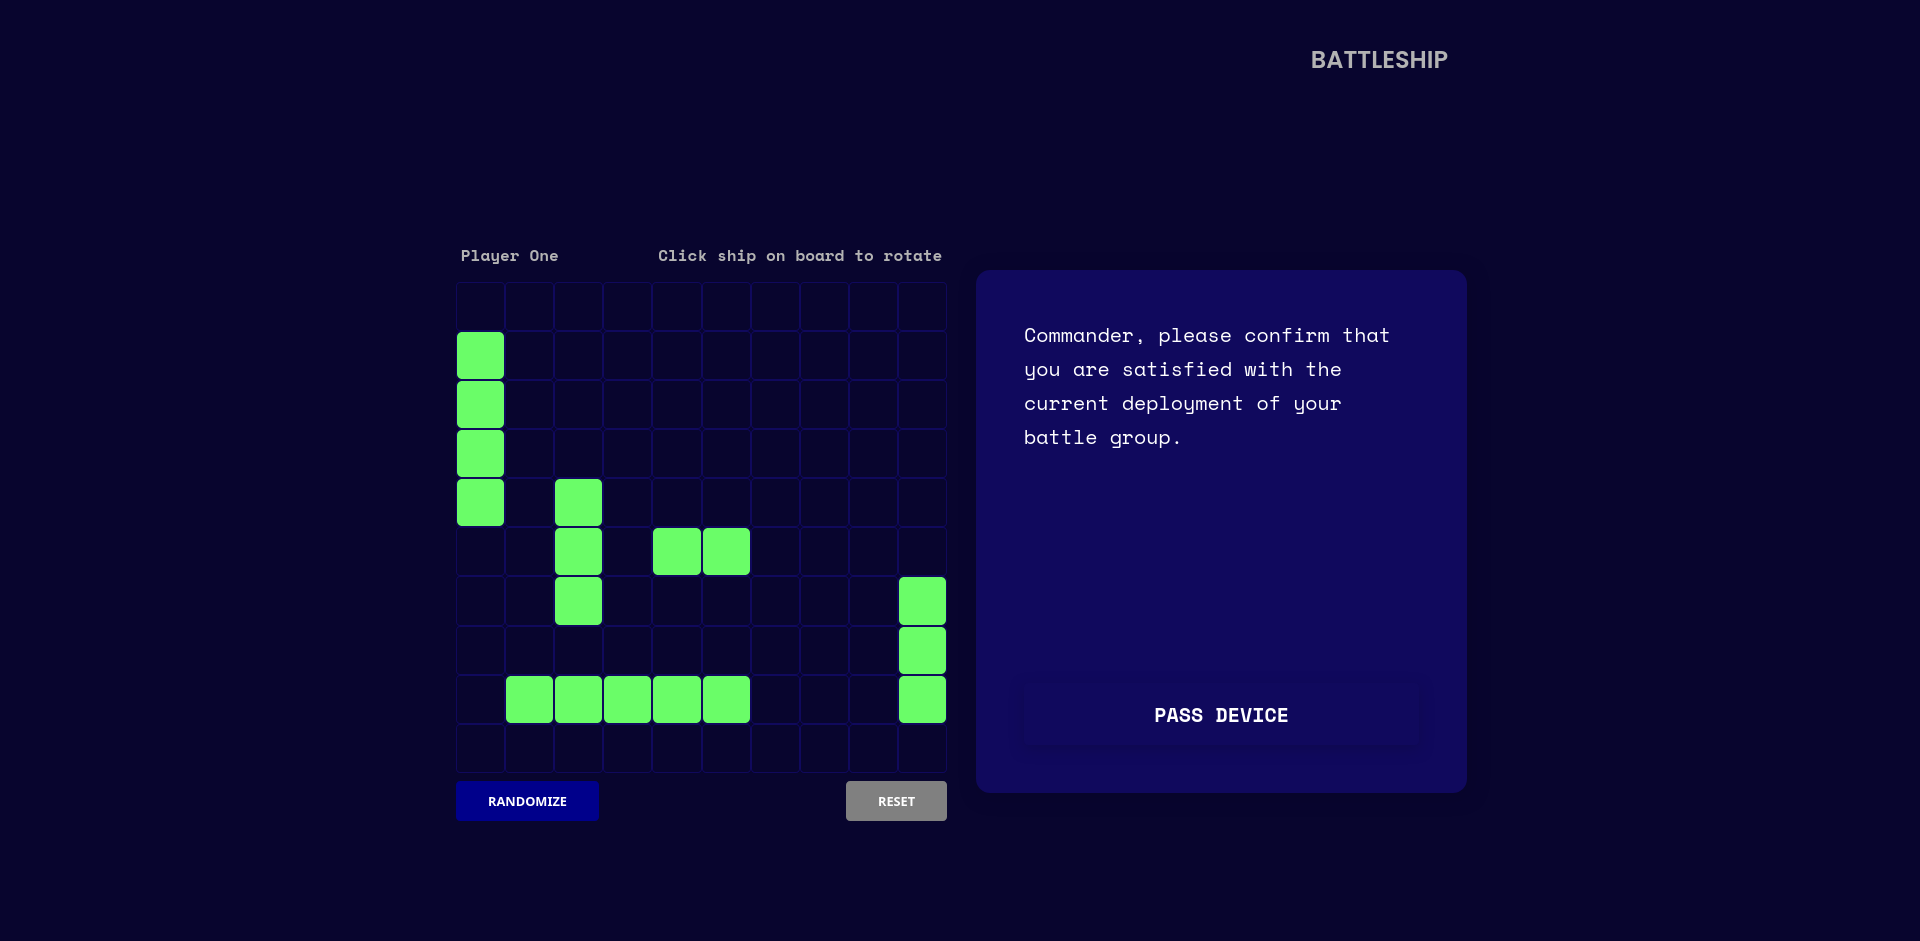 BATTLESHIP
Player One
Click ship on board to rotate
Commander, please confirm that
you are satisfied with the
current deployment of your
battle group.
PASS DEVICE
RANDOMIZE
RESET